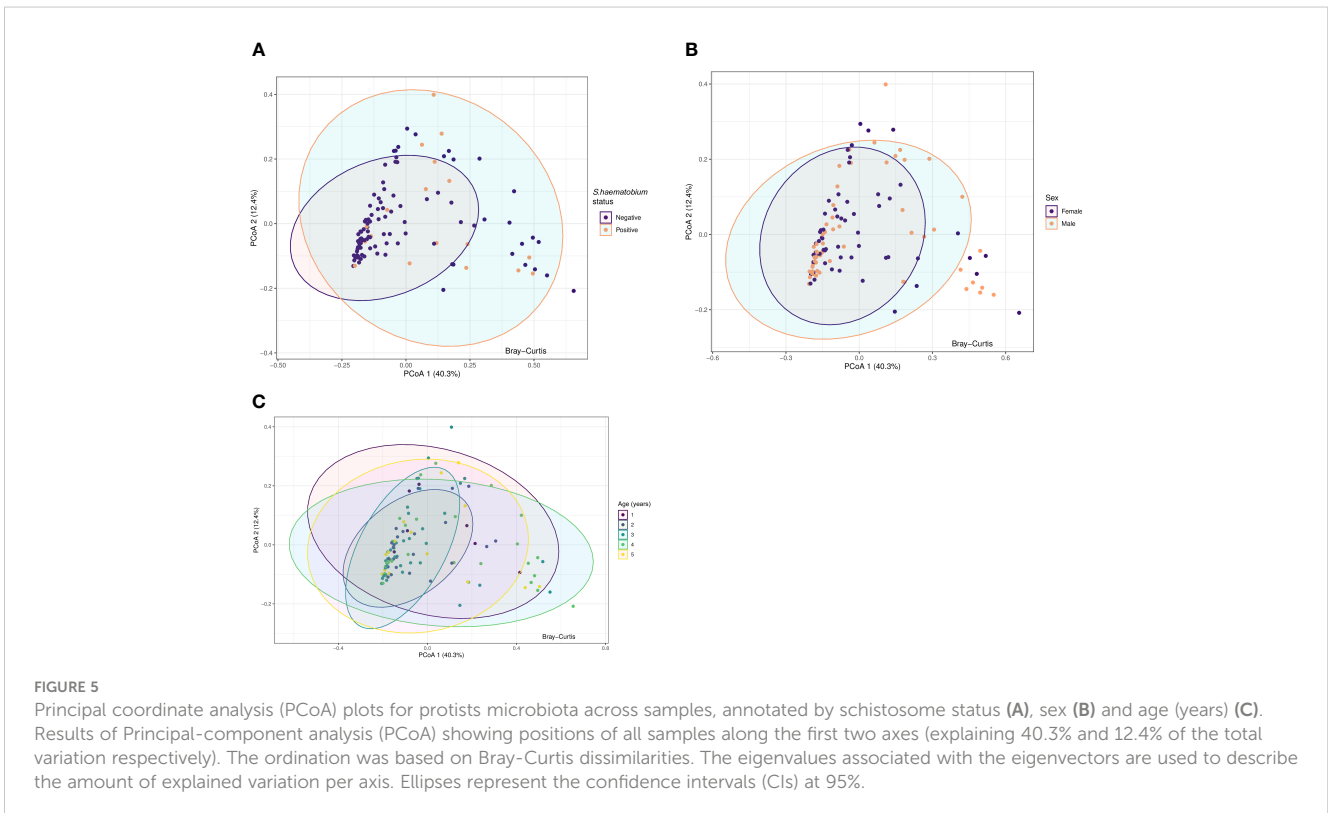 A
0.4
0.2
0.0
−0.2
−0.4
−0.50
−0.25
0.00
0.25
0.50
PCoA 2 (12.4%)
PCoA 1 (40.3%)
Bray−Curtis
S.haematobium
status
Negative
Positive
B
0.4
0.2
0.0
−0.2
−0.6
−0.3
0.0
0.3
0.6
PCoA 2 (12.4%)
PCoA 1 (40.3%)
Bray−Curtis
Sex
Female
Male
C
0.4
0.2
0.0
−0.2
−0.4
0.0
0.4
0.8
PCoA 2 (12.4%)
PCoA 1 (40.3%)
Bray−Curtis
Age (years)
1
2
3
4
5
FIGURE 5
Principal coordinate analysis (PCoA) plots for protists microbiota across samples, annotated by schistosome status (A), sex (B) and age (years) (C).
Results of Principal-component analysis (PCoA) showing positions of all samples along the first two axes (explaining 40.3% and 12.4% of the total
variation respectively). The ordination was based on Bray-Curtis dissimilarities. The eigenvalues associated with the eigenvectors are used to describe
the amount of explained variation per axis. Ellipses represent the confidence intervals (CIs) at 95%.